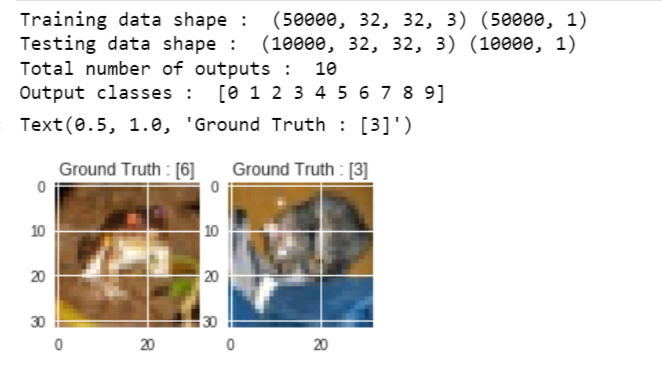 Training data shape :  (50000, 32, 32, 3) (50000, 1)
Testing data shape :  (10000, 32, 32, 3) (10000, 1)
Total number of outputs :  10
Output classes :  [0 1 2 3 4 5 6 7 8 9]
Text(0.5, 1.0, 'Ground Truth : [3]')
Ground Truth : [6] Ground Truth : [3]
0 0
10 10
20 20
30 30
0 20 0 20